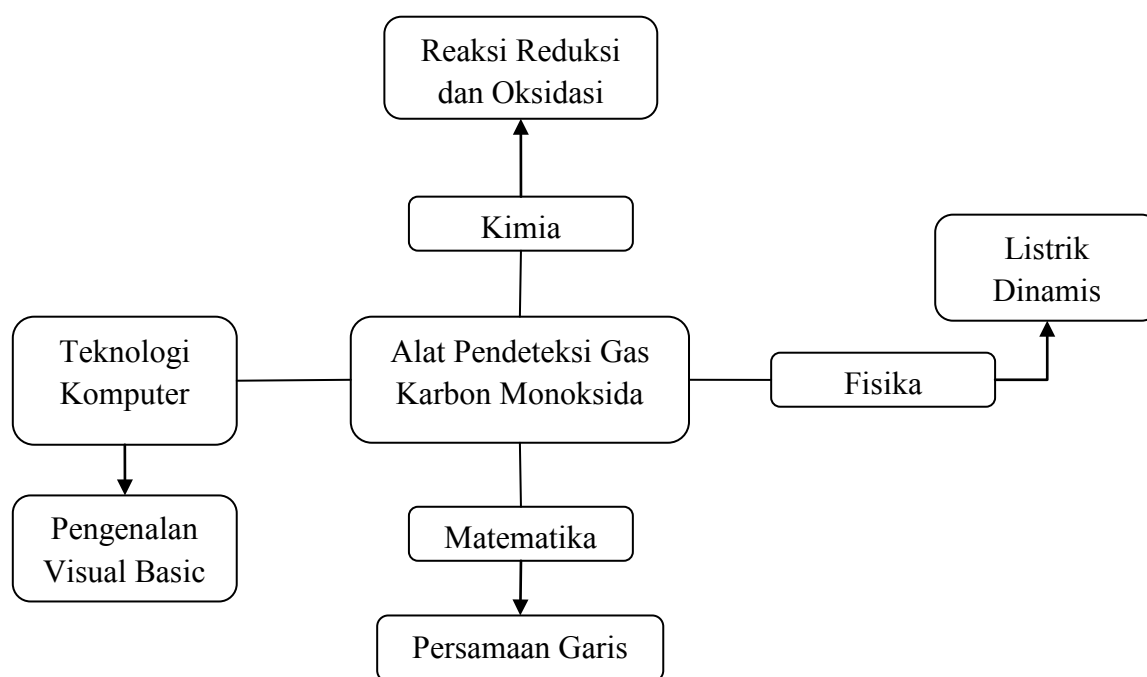 Reaksi Reduksi
dan Oksidasi
Kimia
Listrik
Dinamis
Teknologi
Komputer
Alat Pendeteksi Gas
Karbon Monoksida
Fisika
Pengenalan
Visual Basic
Matematika
Persamaan Garis